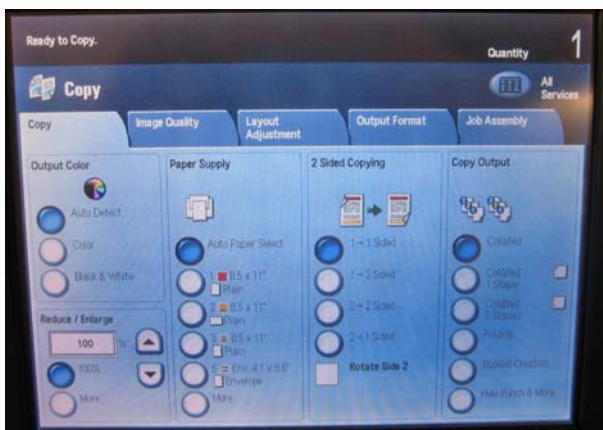 Ready to Copy.
Quantity
1
Copy
All
Services
Copy
Image Quality
Layout
Adjustment
Output Format
Job Assembly
Output Color
Auto Detect
Color
Black & White
Reduce / Enlarge
100
%
100%
More
Paper Supply
Auto Paper Select
1 8.5 x 11"
Plain
2 8.5 x 11"
Plain
3 8.5 x 11"
Plain
5 Env. 4.1 x 9.5"
Envelope
More
2 Sided Copying
1→ 1 Sided
1→ 2 Sided
2→ 2 Sided
2→ 1 Sided
Rotate Side 2
Copy Output
Collated
Collated
1 Staple
Collated
2 Staples
Folding
Booklet Creation
Hole Punch & More